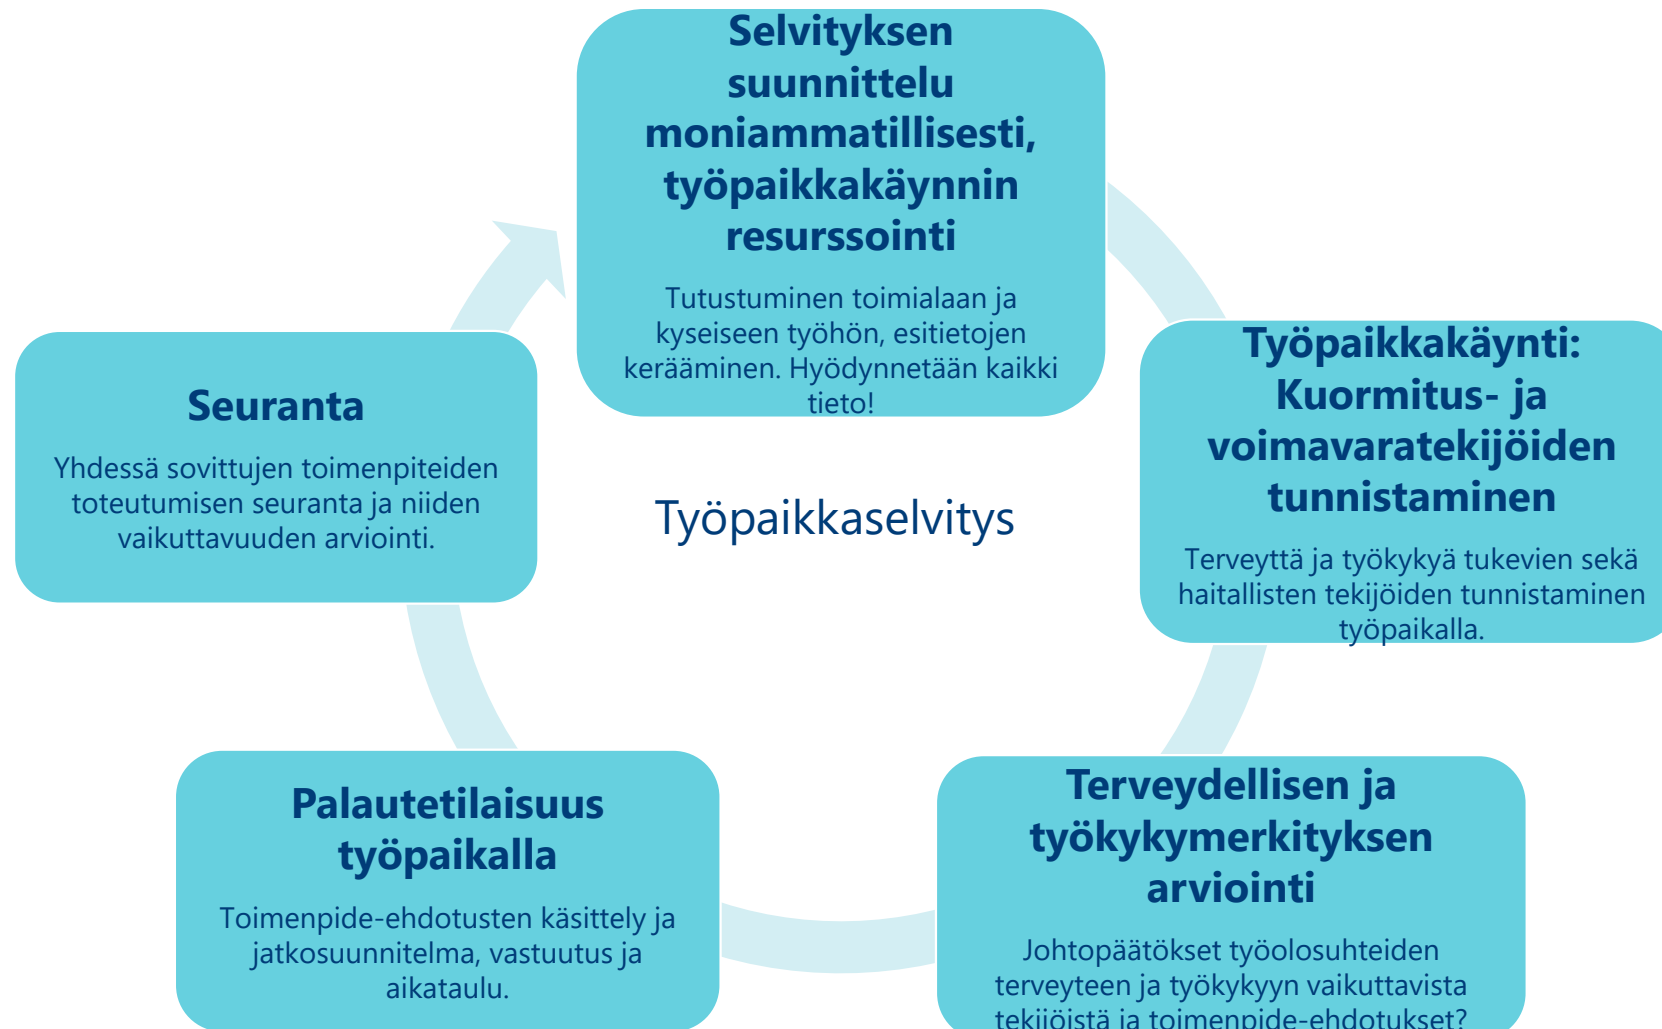 Selvityksen
suunnittelu
moniammatillisesti,
työpaikkakäynnin
resurssointi
Tutustuminen toimialaan ja
kyseiseen työhön, esitietojen
kerääminen. Hyödynnetään kaikki
tieto!
Työpaikkakäynti:
Kuormitus- ja
voimavaratekijöiden
tunnistaminen
Terveyttä ja työkykyä tukevien sekä
haitallisten tekijöiden tunnistaminen
työpaikalla.
Terveydellisen ja
työkykymerkityksen
arviointi
Johtopäätökset työolosuhteiden
terveyteen ja työkykyyn vaikuttavista
tekijöistä ja toimenpide-ehdotukset?
Palautetilaisuus
työpaikalla
Toimenpide-ehdotusten käsittely ja
jatkosuunnitelma, vastuutus ja
aikataulu.
Seuranta
Yhdessä sovittujen toimenpiteiden
toteutumisen seuranta ja niiden
vaikuttavuuden arviointi.
Työpaikkaselvitys